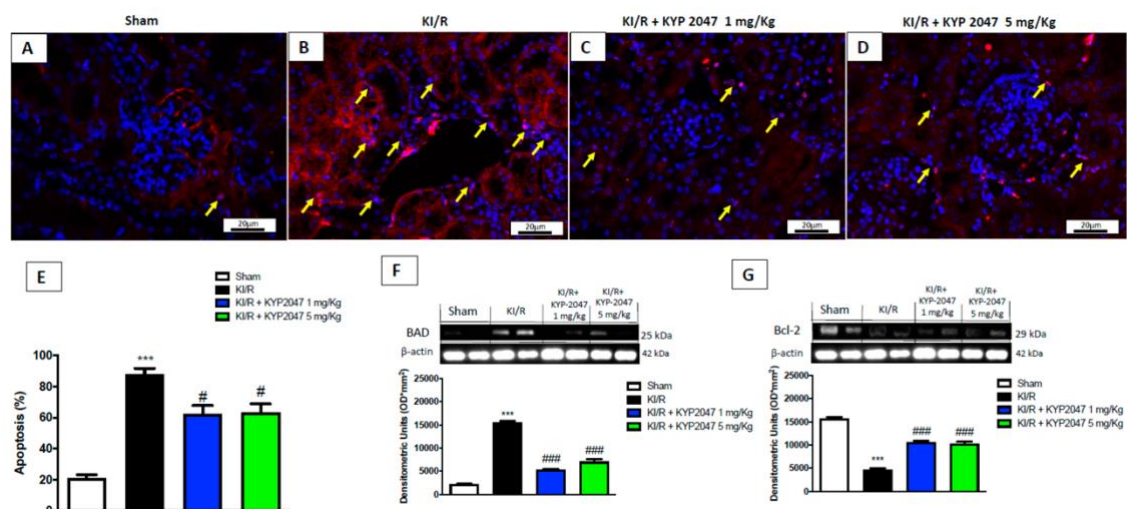 Sham KI/R KI/R + KYP 2047 1 mg/Kg KI/R + KYP 2047 5 mg/Kg
A B C D
20µm 20µm 20µm 20µm
E
Sham
KI/R
KI/R + KYP2047 1 mg/Kg
KI/R + KYP2047 5 mg/Kg
Apoptosis (%)
100
80
60
40
20
0
*** # #
F
Sham KI/R KI/R+ KYP-2047 1 mg/kg KI/R+ KYP-2047 5 mg/kg
BAD 25 kDa
β-actin 42 kDa
Densitometric Units (OD*mm²)
25000
20000
15000
10000
5000
0
*** ### ###
Sham
KI/R
KI/R + KYP2047 1 mg/Kg
KI/R + KYP2047 5 mg/Kg
G
Sham KI/R KI/R+ KYP-2047 1 mg/kg KI/R+ KYP-2047 5 mg/kg
Bcl-2 29 kDa
β-actin 42 kDa
Densitometric Units (OD*mm²)
25000
20000
15000
10000
5000
0
*** ### ###
Sham
KI/R
KI/R + KYP2047 1 mg/Kg
KI/R + KYP2047 5 mg/Kg